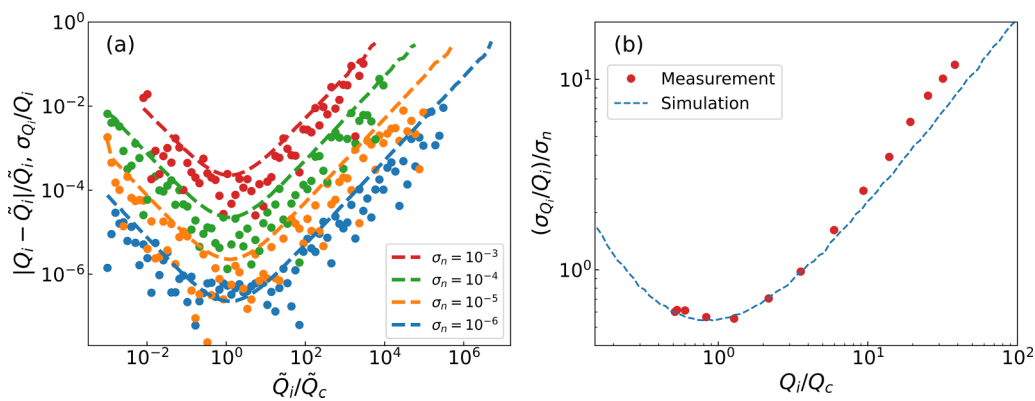 (a)
|Q_i − Q̃_i|/Q̃_i, σ_{Q_i}/Q_i
10^0
10^{−2}
10^{−4}
10^{−6}
σ_n = 10^{−3}
σ_n = 10^{−4}
σ_n = 10^{−5}
σ_n = 10^{−6}
10^{−2} 10^0 10^2 10^4 10^6
Q̃_i/Q̃_c
(b)
(σ_{Q_i}/Q_i)/σ_n
10^1
10^0
Measurement
Simulation
10^0 10^1 10^2
Q_i/Q_c